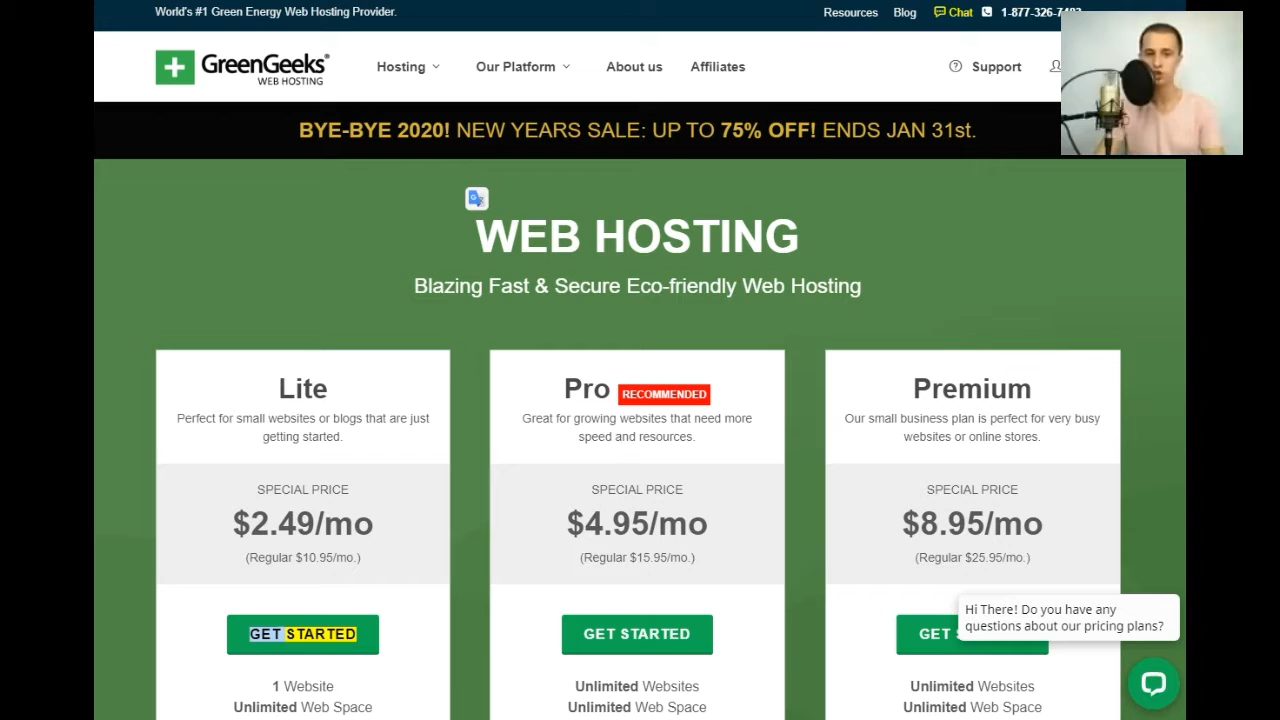 World's #1 Green Energy Web Hosting Provider.
Resources Blog Chat
GreenGeeks®
WEB HOSTING
Hosting Our Platform About us Affiliates
Support
BYE-BYE 2020! NEW YEARS SALE: UP TO 75% OFF! ENDS JAN 31st.
WEB HOSTING
Blazing Fast & Secure Eco-friendly Web Hosting
Lite
Perfect for small websites or blogs that are just
getting started.
SPECIAL PRICE
$2.49/mo
(Regular $10.95/mo.)
GET STARTED
1 Website
Unlimited Web Space
Pro RECOMMENDED
Great for growing websites that need more
speed and resources.
SPECIAL PRICE
$4.95/mo
(Regular $15.95/mo.)
GET STARTED
Unlimited Websites
Unlimited Web Space
Premium
Our small business plan is perfect for very busy
websites or online stores.
SPECIAL PRICE
$8.95/mo
(Regular $25.95/mo.)
GET
Unlimited Websites
Unlimited Web Space
Hi There! Do you have any
questions about our pricing plans?